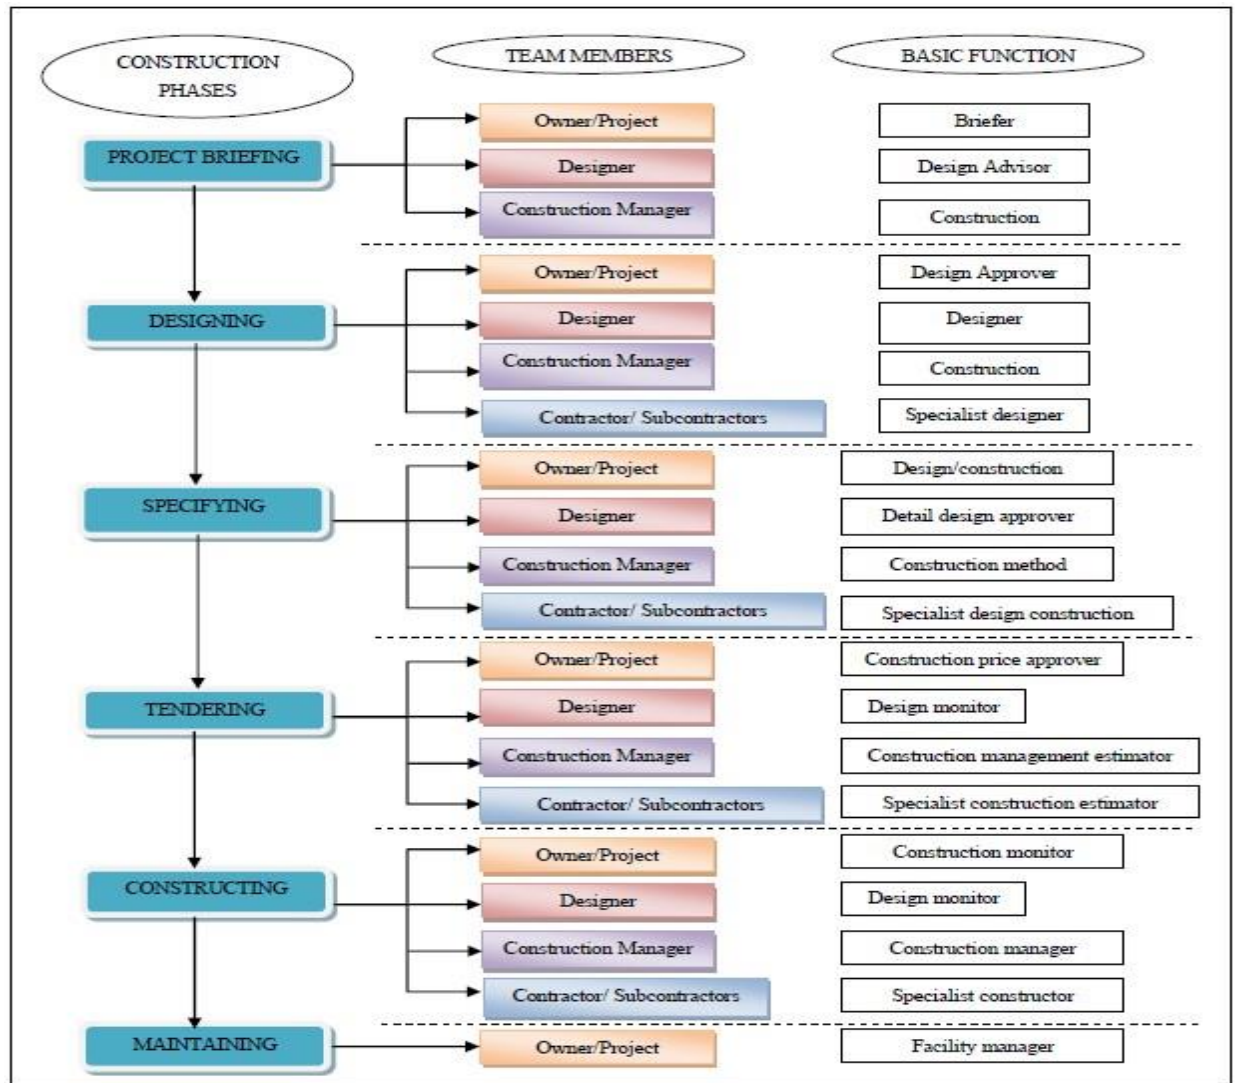 CONSTRUCTION
PHASES
TEAM MEMBERS
BASIC FUNCTION
PROJECT BRIEFING
Owner/Project
Briefer
Designer
Design Advisor
Construction Manager
Construction
DESIGNING
Owner/Project
Design Approver
Designer
Designer
Construction Manager
Construction
Contractor/ Subcontractors
Specialist designer
SPECIFYING
Owner/Project
Design/construction
Designer
Detail design approver
Construction Manager
Construction method
Contractor/ Subcontractors
Specialist design construction
TENDERING
Owner/Project
Construction price approver
Designer
Design monitor
Construction Manager
Construction management estimator
Contractor/ Subcontractors
Specialist construction estimator
CONSTRUCTING
Owner/Project
Construction monitor
Designer
Design monitor
Construction Manager
Construction manager
Contractor/ Subcontractors
Specialist constructor
MAINTAINING
Owner/Project
Facility manager